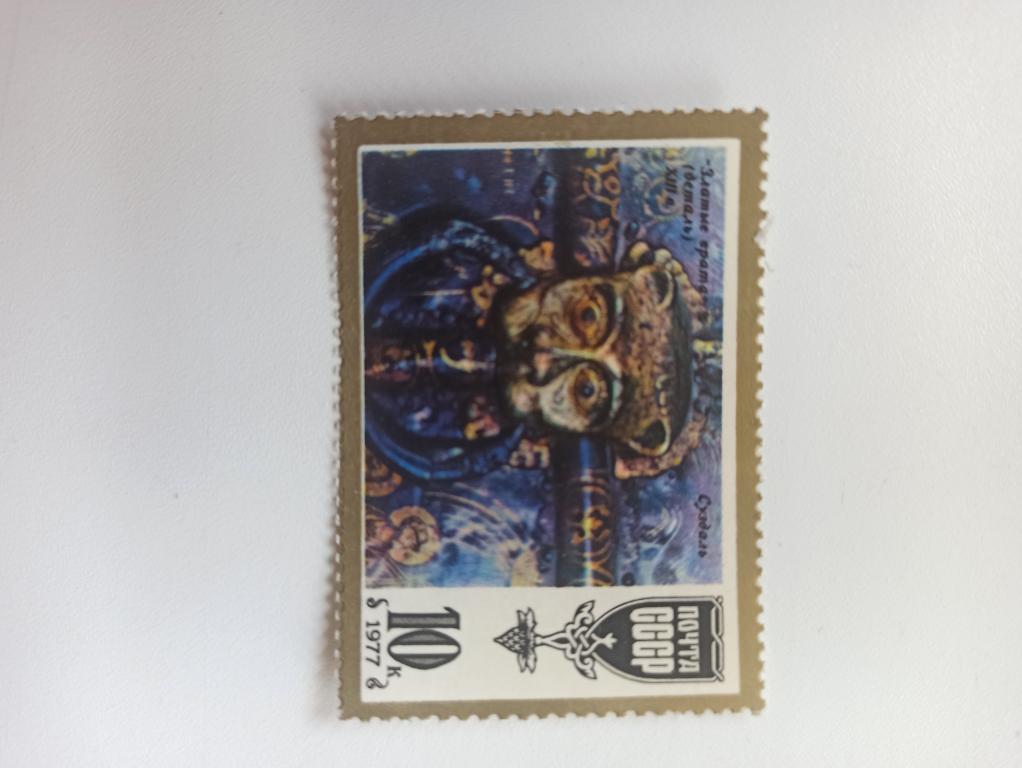 "Златые врата"
(деталь)
XIII в.
Суздаль
ПОЧТА
СССР
10 к
1977